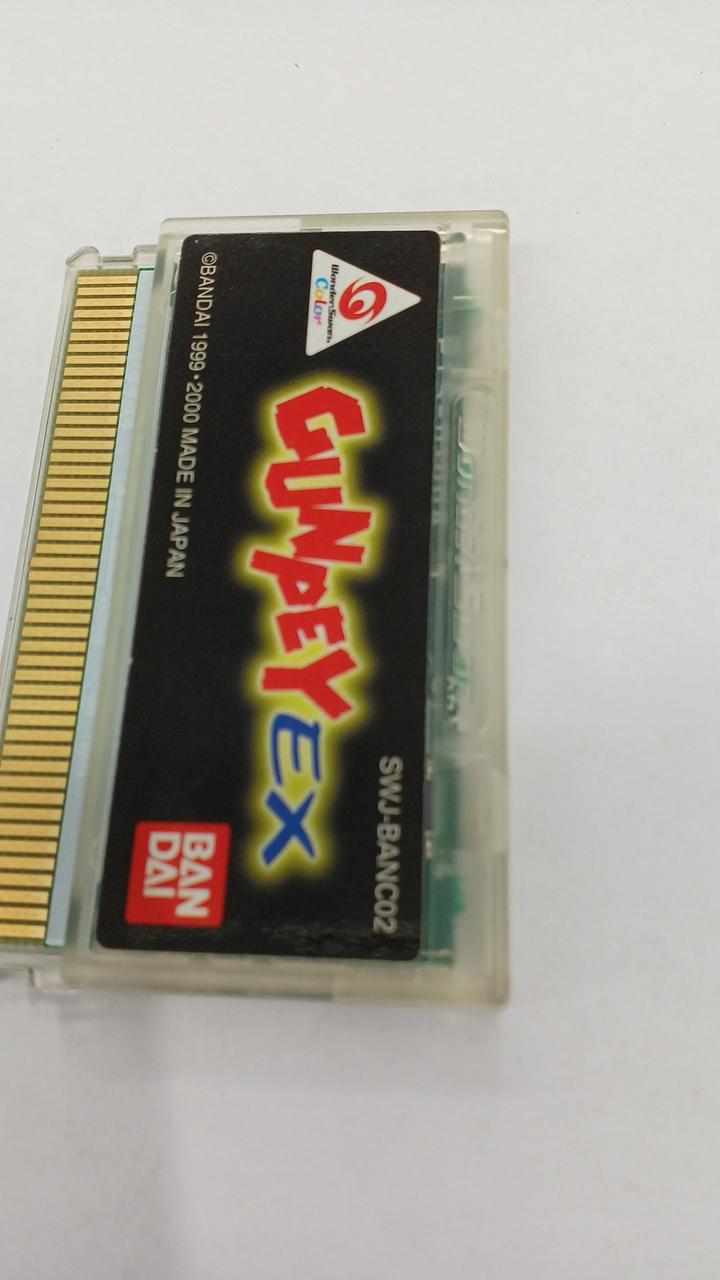 WonderSwan
Color
SWJ-BANC02
GUNPEY EX
©BANDAI 1999•2000 MADE IN JAPAN
BAN
DAI